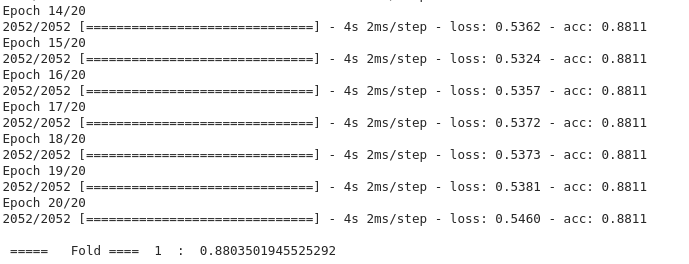 Epoch 14/20
2052/2052 [==============================] - 4s 2ms/step - loss: 0.5362 - acc: 0.8811
Epoch 15/20
2052/2052 [==============================] - 4s 2ms/step - loss: 0.5324 - acc: 0.8811
Epoch 16/20
2052/2052 [==============================] - 4s 2ms/step - loss: 0.5357 - acc: 0.8811
Epoch 17/20
2052/2052 [==============================] - 4s 2ms/step - loss: 0.5372 - acc: 0.8811
Epoch 18/20
2052/2052 [==============================] - 4s 2ms/step - loss: 0.5373 - acc: 0.8811
Epoch 19/20
2052/2052 [==============================] - 4s 2ms/step - loss: 0.5381 - acc: 0.8811
Epoch 20/20
2052/2052 [==============================] - 4s 2ms/step - loss: 0.5460 - acc: 0.8811
=====   Fold ====  1  :  0.8803501945525292